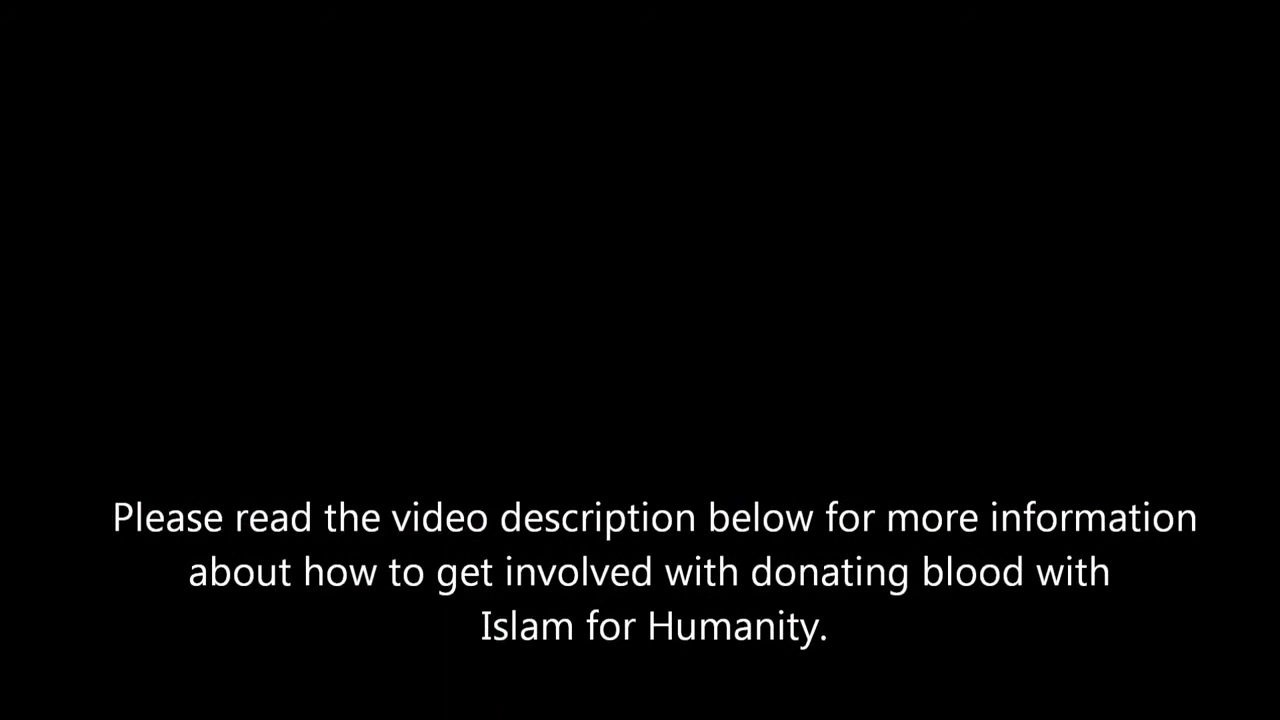 Please read the video description below for more information
about how to get involved with donating blood with
Islam for Humanity.